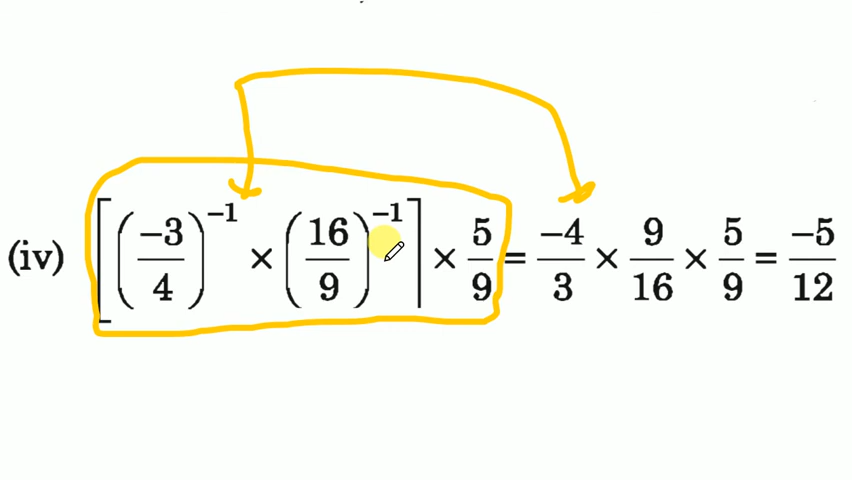 (iv) [(-3/4)^-1 × (16/9)^-1] × 5/9 = -4/3 × 9/16 × 5/9 = -5/12